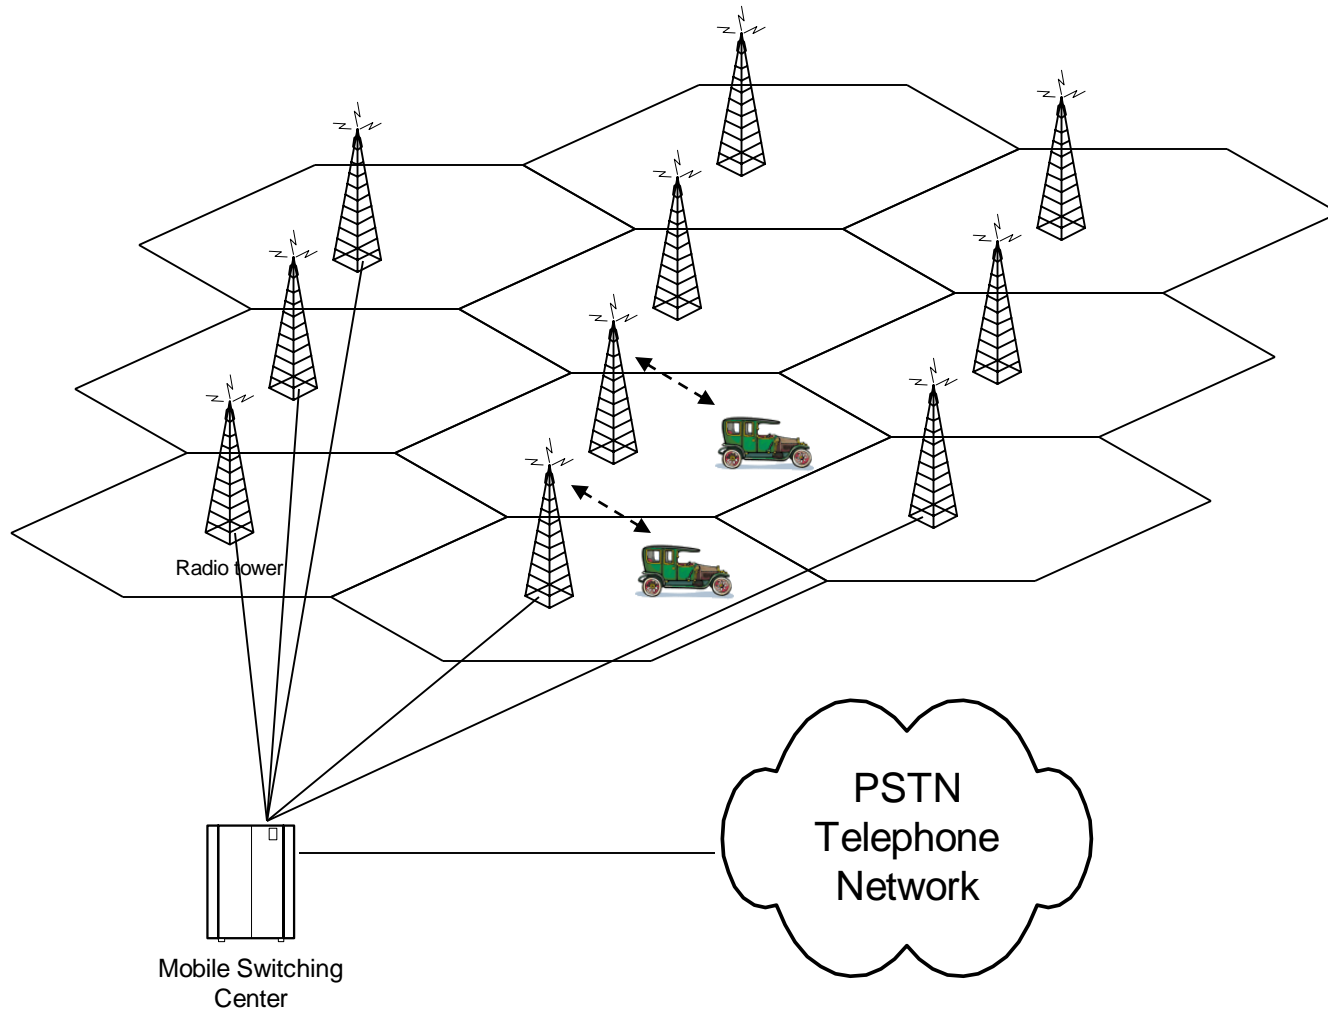 Radio tower
PSTN
Telephone
Network
Mobile Switching
Center